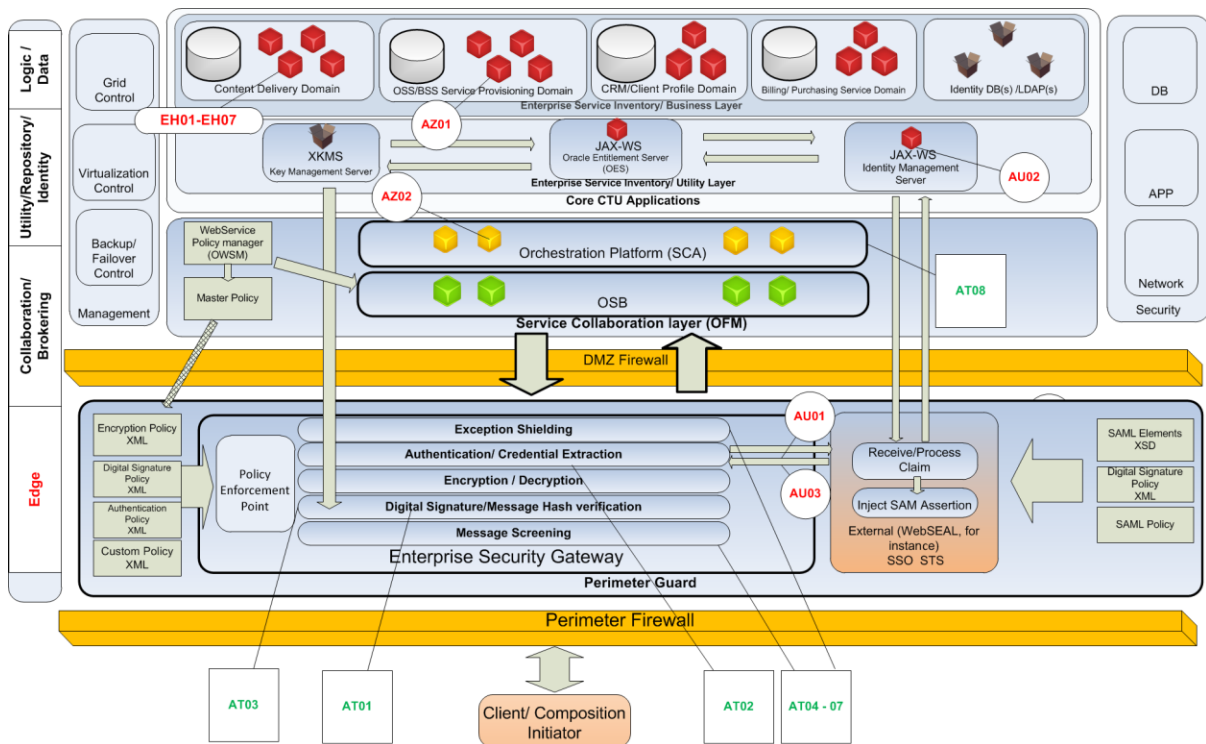 Logic /
Data
Utility/Repository/
Identity
Collaboration/
Brokering
Edge
Grid
Control
Virtualization
Control
Backup/
Failover
Control
Management
Content Delivery Domain
OSS/BSS Service Provisioning Domain
CRM/Client Profile Domain
Billing/ Purchasing Service Domain
Identity DB(s) /LDAP(s)
Enterprise Service Inventory/ Business Layer
EH01-EH07
AZ01
XKMS
Key Management Server
JAX-WS
Oracle Entitlement Server
(OES)
JAX-WS
Identity Management
Server
AU02
Enterprise Service Inventory/ Utility Layer
Core CTU Applications
AZ02
DB
APP
Network
Security
WebService
Policy manager
(OWSM)
Master Policy
Orchestration Platform (SCA)
OSB
Service Collaboration layer (OFM)
AT08
DMZ Firewall
Encryption Policy
XML
Digital Signature
Policy
XML
Authentication
Policy
XML
Custom Policy
XML
Policy
Enforcement
Point
Exception Shielding
Authentication/ Credential Extraction
Encryption / Decryption
Digital Signature/Message Hash verification
Message Screening
Enterprise Security Gateway
Perimeter Guard
AU01
AU03
Receive/Process
Claim
Inject SAM Assertion
External (WebSEAL, for
instance)
SSO STS
SAML Elements
XSD
Digital Signature
Policy
XML
SAML Policy
Perimeter Firewall
AT03
AT01
Client/ Composition
Initiator
AT02
AT04 - 07